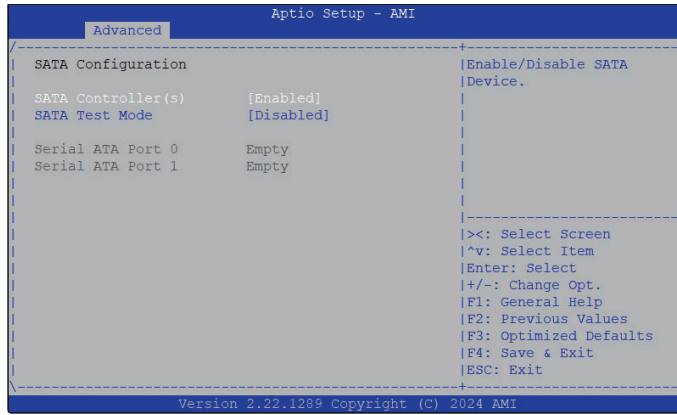 Aptio Setup - AMI
Advanced
SATA Configuration
SATA Controller(s) [Enabled]
SATA Test Mode [Disabled]
Serial ATA Port 0 Empty
Serial ATA Port 1 Empty
Enable/Disable SATA
Device.
><: Select Screen
^v: Select Item
Enter: Select
+/-: Change Opt.
F1: General Help
F2: Previous Values
F3: Optimized Defaults
F4: Save & Exit
ESC: Exit
Version 2.22.1289 Copyright (C) 2024 AMI